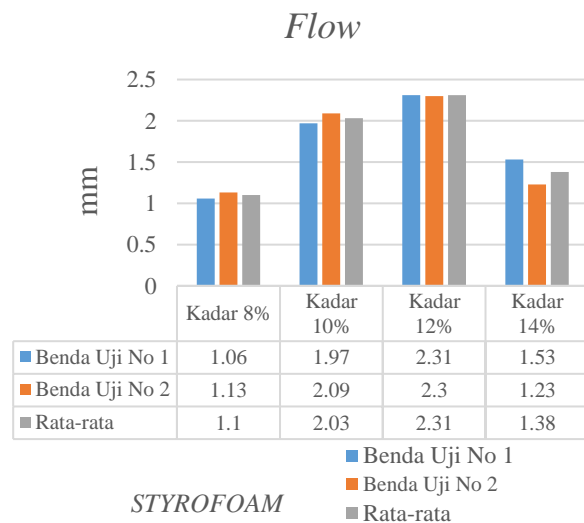 Flow
mm
2.5
2
1.5
1
0.5
0
Kadar 8%
Kadar 10%
Kadar 12%
Kadar 14%
Benda Uji No 1 1.06 1.97 2.31 1.53
Benda Uji No 2 1.13 2.09 2.3 1.23
Rata-rata 1.1 2.03 2.31 1.38
STYROFOAM
Benda Uji No 1
Benda Uji No 2
Rata-rata